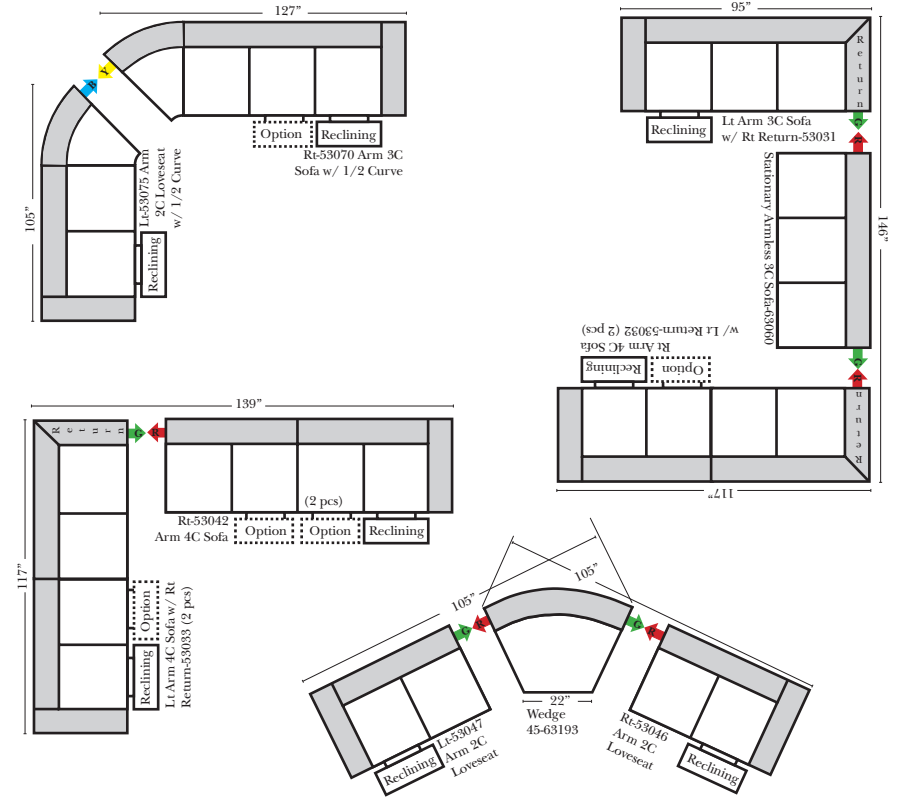 127”
B
Y
Option
Reclining
Rt-53070 Arm 3C
Sofa w/ 1/2 Curve
105”
Lt-53075 Arm
2C Loveseat
w/ 1/2 Curve
Reclining
95”
Return
G
R
Reclining
Lt Arm 3C Sofa
w/ Rt Return-53031
Stationary Armless 3C Sofa-63060
146”
G
R
Return
Rt Arm 4C Sofa
w/ Lt Return-53032 (2 pcs)
Option
Reclining
117”
139”
Return
G
R
(2 pcs)
Rt-53042
Arm 4C Sofa
Option
Option
Reclining
117”
Option
Reclining
Lt Arm 4C Sofa w/ Rt
Return-53033 (2 pcs)
105”
105”
G
R
G
R
22”
Wedge
45-63193
Lt-53047
Arm 2C
Loveseat
Reclining
Rt-53046
Arm 2C
Loveseat
Reclining